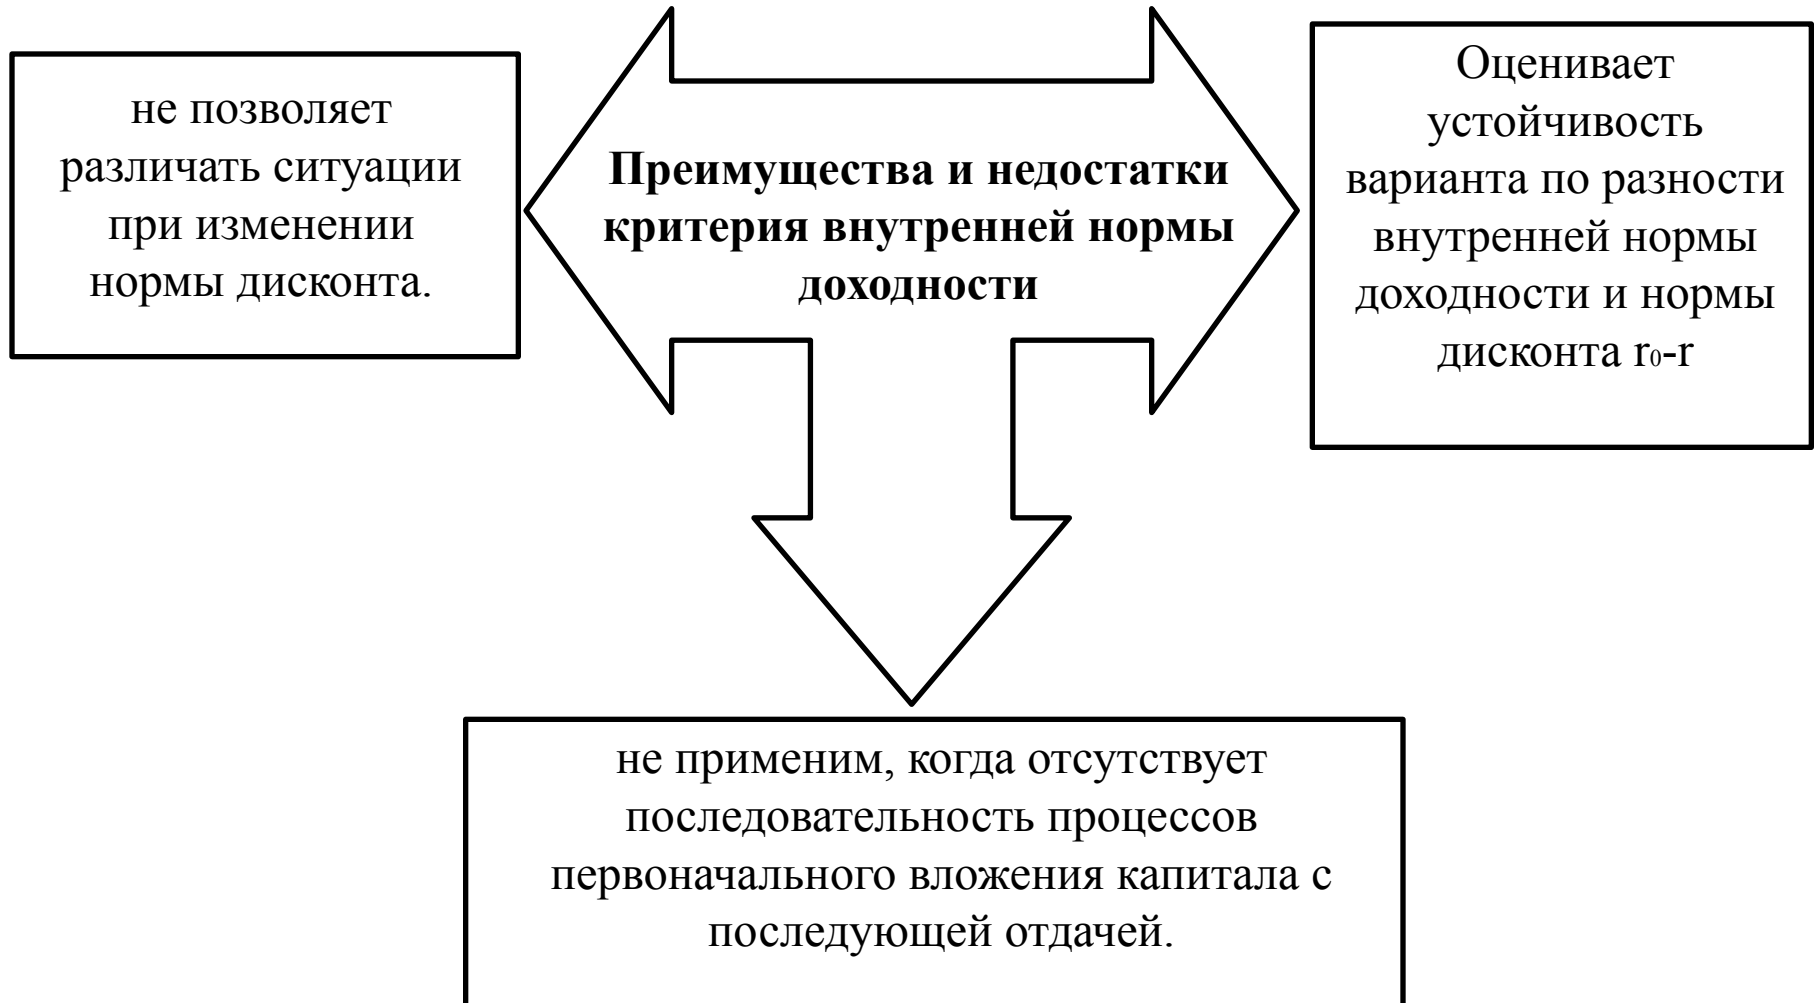 не позволяет
различать ситуации
при изменении
нормы дисконта.
Преимущества и недостатки
критерия внутренней нормы
доходности
Оценивает
устойчивость
варианта по разности
внутренней нормы
доходности и нормы
дисконта r₀-r
не применим, когда отсутствует
последовательность процессов
первоначального вложения капитала с
последующей отдачей.